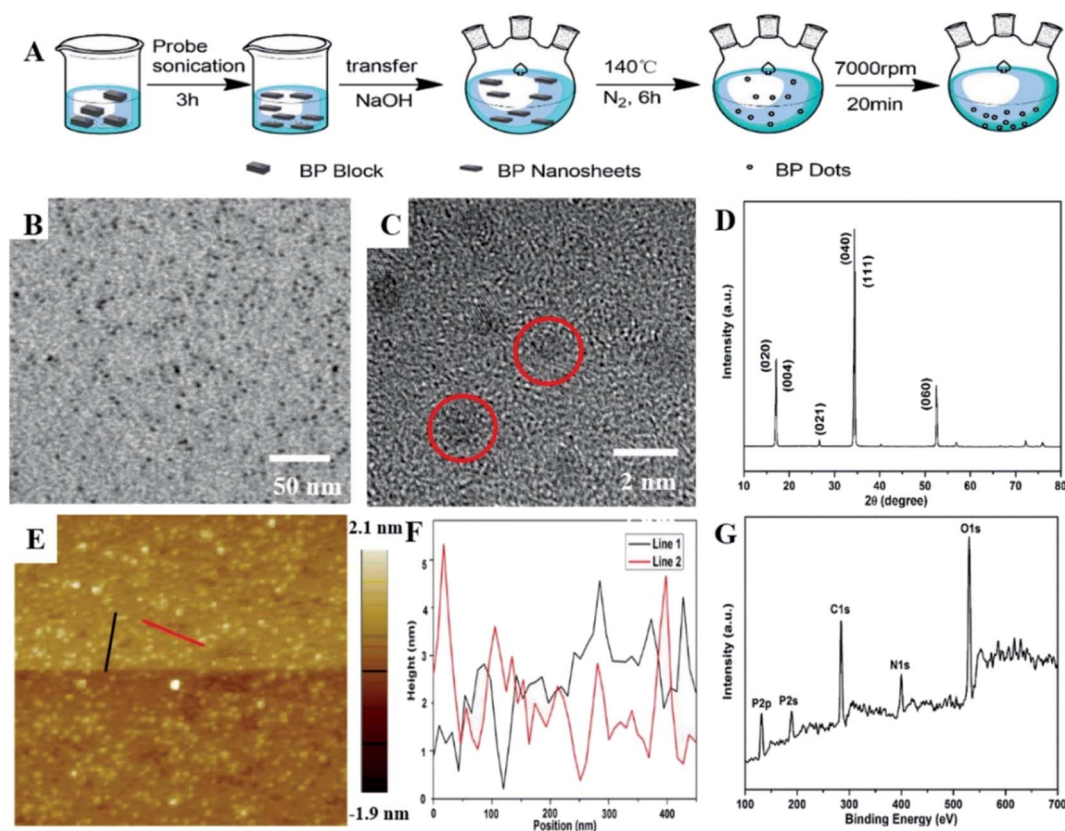 A
Probe
sonication
3h
transfer
NaOH
140℃
N₂, 6h
7000rpm
20min
BP Block
BP Nanosheets
BP Dots
B
50 nm
C
2 nm
D
Intensity (a.u.)
(020)
(004)
(021)
(040)
(111)
(060)
10 20 30 40 50 60 70 80
2θ (degree)
E
2.1 nm
-1.9 nm
F
Height (nm)
5
4
3
2
1
0
Line 1
Line 2
0 100 200 300 400
Position (nm)
G
Intensity (a.u.)
P2p
P2s
C1s
N1s
O1s
100 200 300 400 500 600 700
Binding Energy (eV)